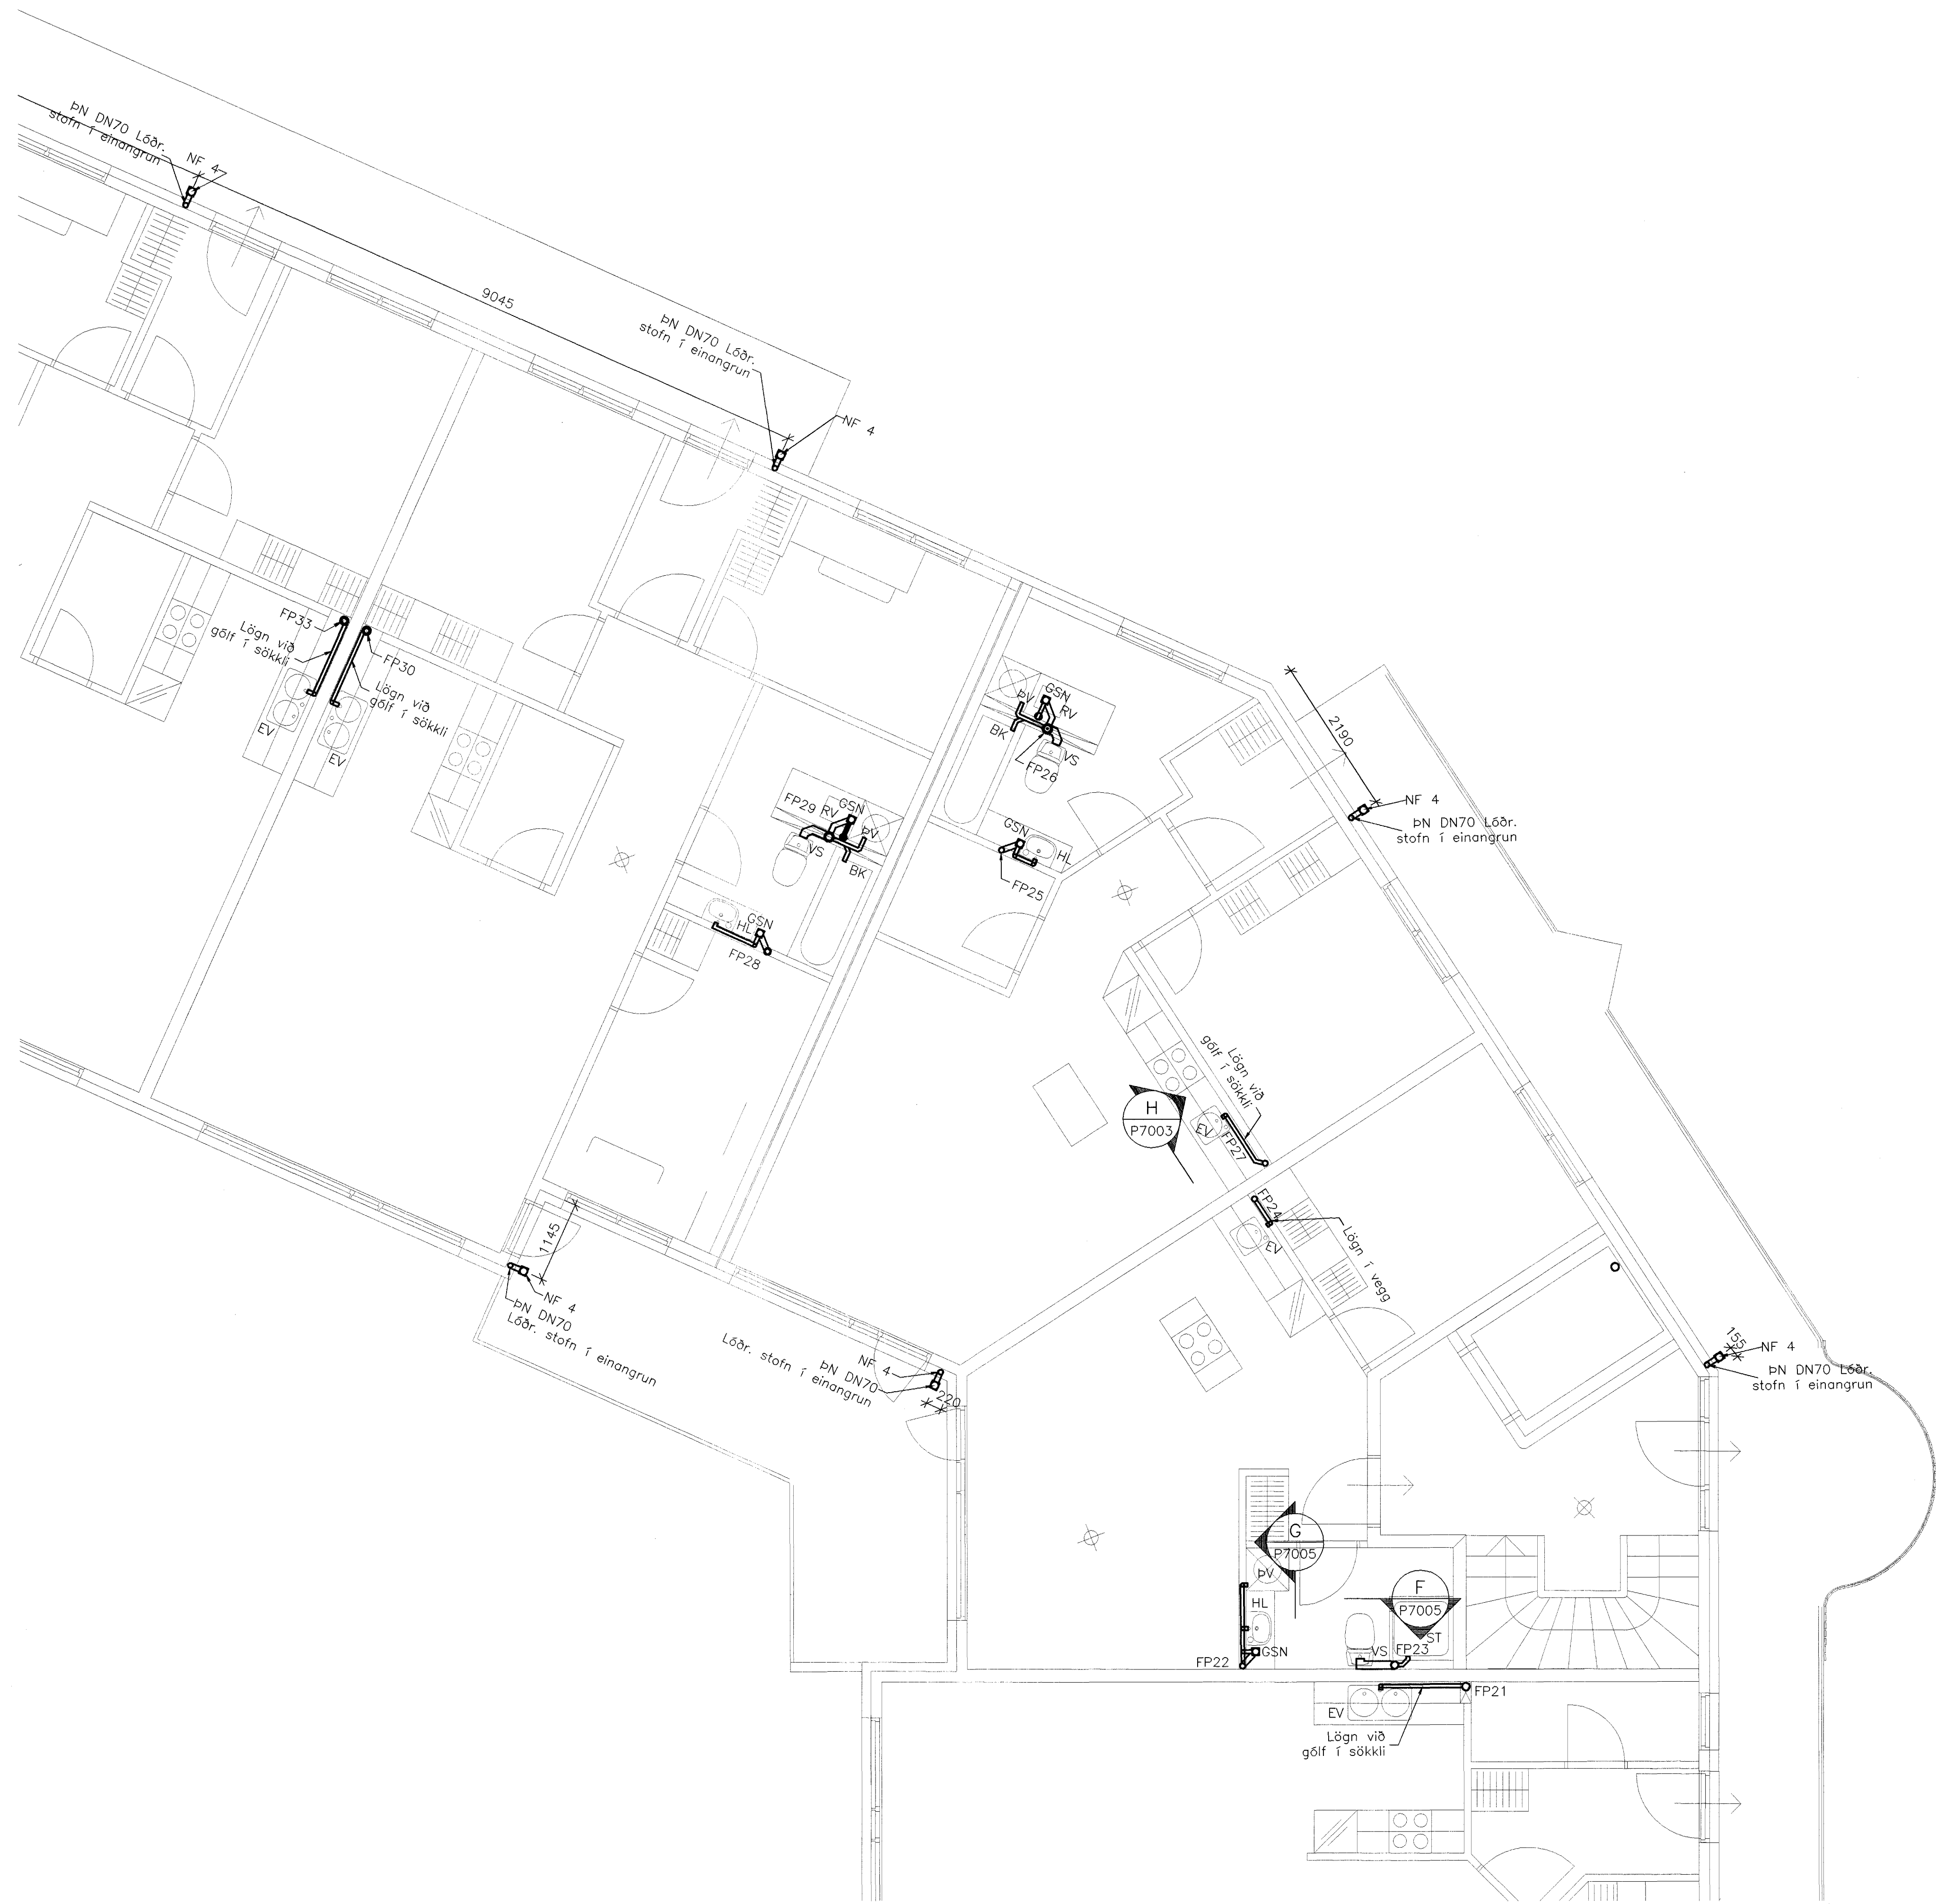 ÞN DN70 Lóðr.
stofn í einangrun
NF 4
9045
ÞN DN70 Lóðr.
stofn í einangrun
NF 4
FP33
Lögn við
gólf í sökkli
FP30
Lögn við
gólf í sökkli
EV
EV
GSN
ÞV
RV
BK
VS
FP26
2190
NF 4
ÞN DN70 Lóðr.
stofn í einangrun
FP29
RV
GSN
ÞV
VS
BK
GSN
HL
FP25
GSN
HL
FP28
Lögn við
gólf í sökkli
H
P7003
EV
FP27
FP24
EV
Lögn í vegg
1145
NF 4
ÞN DN70
Lóðr. stofn í einangrun
NF 4
ÞN DN70
Lóðr. stofn í einangrun
220
155
NF 4
ÞN DN70 Lóðr.
stofn í einangrun
G
P7005
ÞV
HL
F
P7005
ST
VS
FP23
GSN
FP22
FP21
EV
Lögn við
gólf í sökkli